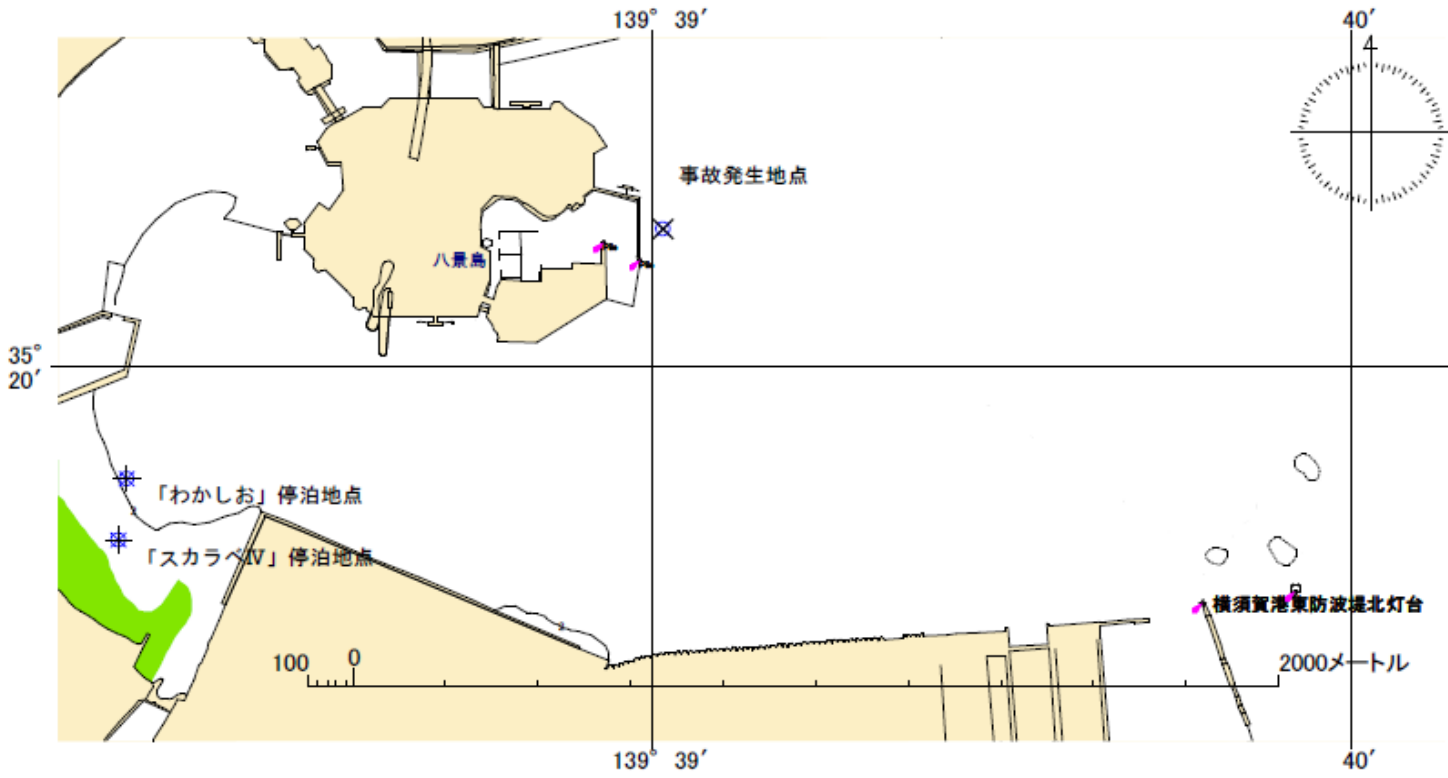 139° 39′
40′
4
事故発生地点
八景島
35°
20′
「わかしお」停泊地点
「スカラベⅣ」停泊地点
横須賀港東防波堤北灯台
100 0
2000メートル
139° 39′
40′